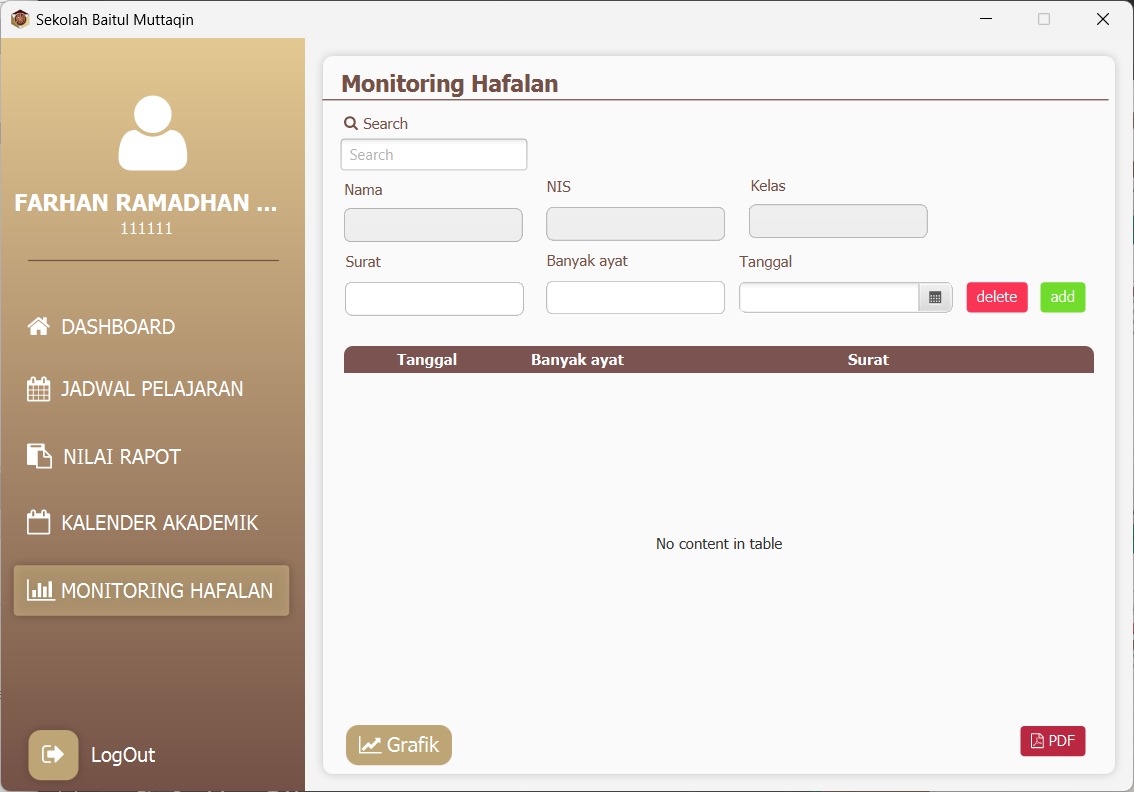 Sekolah Baitul Muttaqin
FARHAN RAMADHAN ...
111111
DASHBOARD
JADWAL PELAJARAN
NILAI RAPOT
KALENDER AKADEMIK
MONITORING HAFALAN
LogOut
Monitoring Hafalan
Search
Search
Nama NIS Kelas
Surat Banyak ayat Tanggal
delete add
Tanggal Banyak ayat Surat
No content in table
Grafik PDF